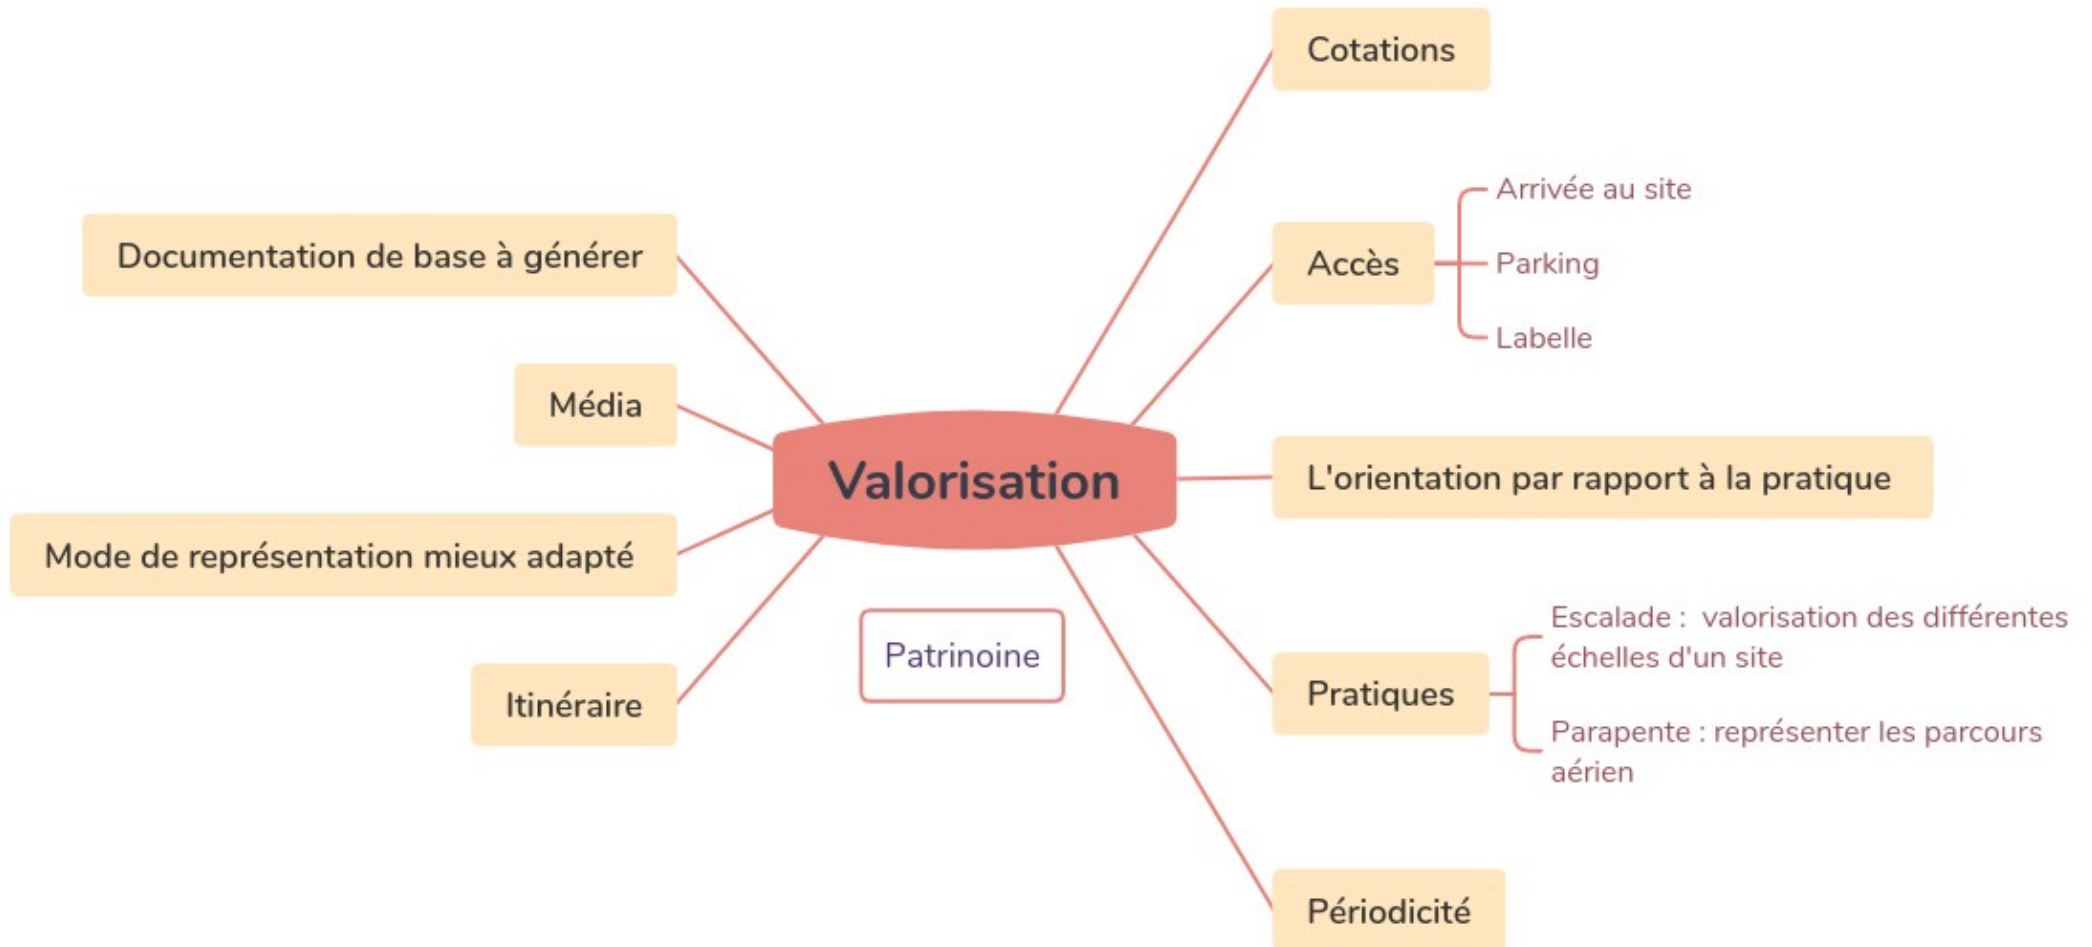 Cotations
Arrivée au site
Documentation de base à générer
Accès
Parking
Labelle
Média
Valorisation
L'orientation par rapport à la pratique
Mode de représentation mieux adapté
Escalade :  valorisation des différentes
échelles d'un site
Patrinoine
Itinéraire
Pratiques
Parapente : représenter les parcours
aérien
Périodicité